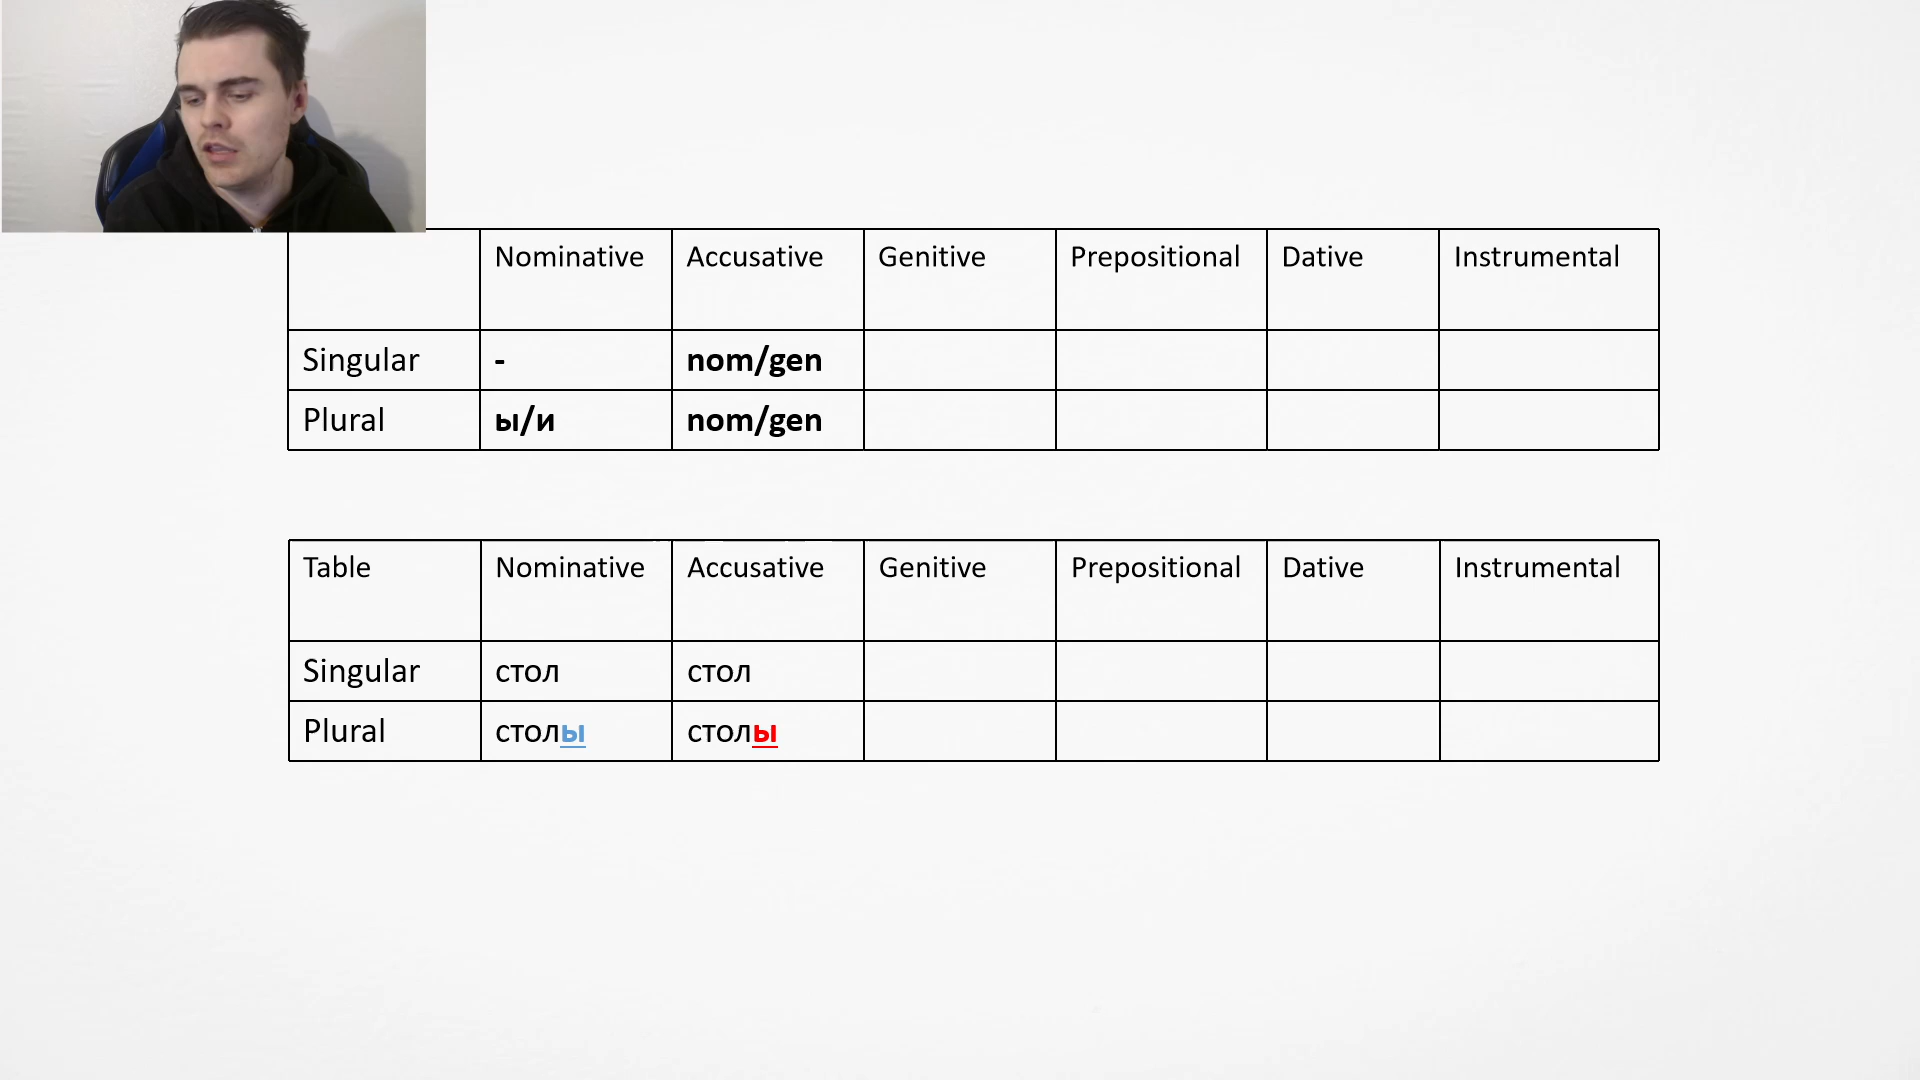 Nominative Accusative Genitive Prepositional Dative Instrumental
Singular - nom/gen
Plural ы/и nom/gen
Table Nominative Accusative Genitive Prepositional Dative Instrumental
Singular стол стол
Plural столы столы